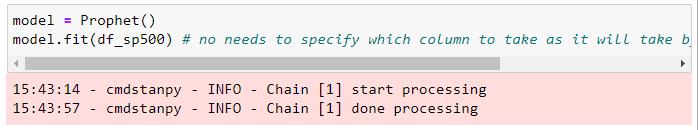 model = Prophet()
model.fit(df_sp500) # no needs to specify which column to take as it will take b
15:43:14 - cmdstanpy - INFO - Chain [1] start processing
15:43:57 - cmdstanpy - INFO - Chain [1] done processing